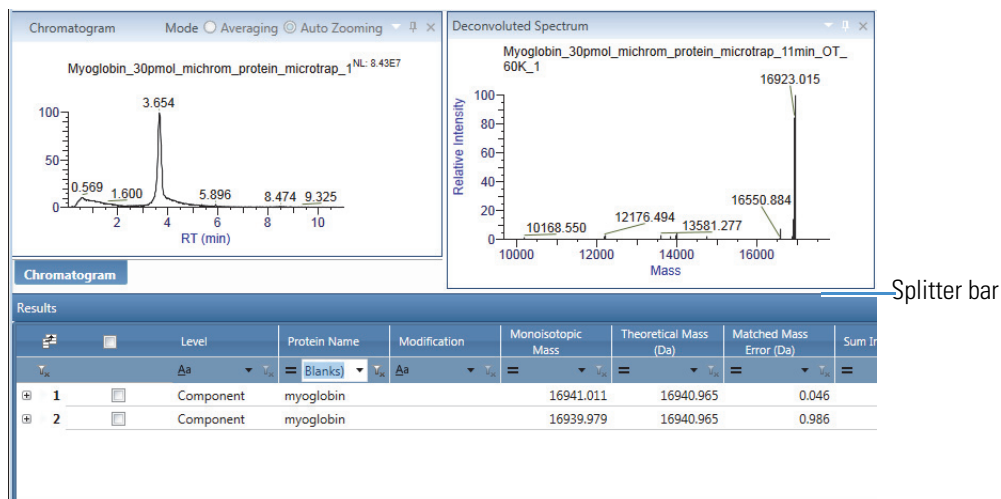 Chromatogram Mode Averaging Auto Zooming
Myoglobin_30pmol_michrom_protein_microtrap_1 NL: 8.43E7
3.654
100
50
0
0.569 1.600 5.896 8.474 9.325
2 4 6 8 10
RT (min)
Chromatogram
Deconvoluted Spectrum
Myoglobin_30pmol_michrom_protein_microtrap_11min_OT_
60K_1
16923.015
100
80
60
40
20
0
Relative Intensity
16550.884
12176.494
10168.550 13581.277
10000 12000 14000 16000
Mass
Splitter bar
Results
Level Protein Name Modification Monoisotopic Mass Theoretical Mass (Da) Matched Mass Error (Da) Sum In
Aa = Blanks) Aa = = = =
1 Component myoglobin 16941.011 16940.965 0.046
2 Component myoglobin 16939.979 16940.965 0.986